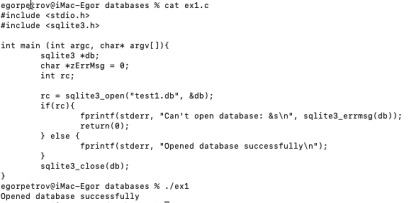 egorpetrov@iMac-Egor databases % cat ex1.c
#include <stdio.h>
#include <sqlite3.h>

int main (int argc, char* argv[]){
        sqlite3 *db;
        char *zErrMsg = 0;
        int rc;

        rc = sqlite3_open("test1.db", &db);
        if(rc){
                fprintf(stderr, "Can't open database: &s\n", sqlite3_errmsg(db));
                return(0);
        } else {
                fprintf(stderr, "Opened database successfully\n");
        }
        sqlite3_close(db);
}
egorpetrov@iMac-Egor databases % ./ex1
Opened database successfully